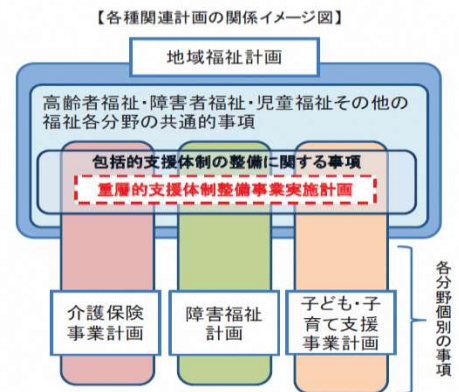 【各種関連計画の関係イメージ図】
地域福祉計画
高齢者福祉・障害者福祉・児童福祉その他の
福祉各分野の共通的事項
包括的支援体制の整備に関する事項
重層的支援体制整備事業実施計画
介護保険
事業計画
障害福祉
計画
子ども・子
育て支援
事業計画
各分野個別の事項